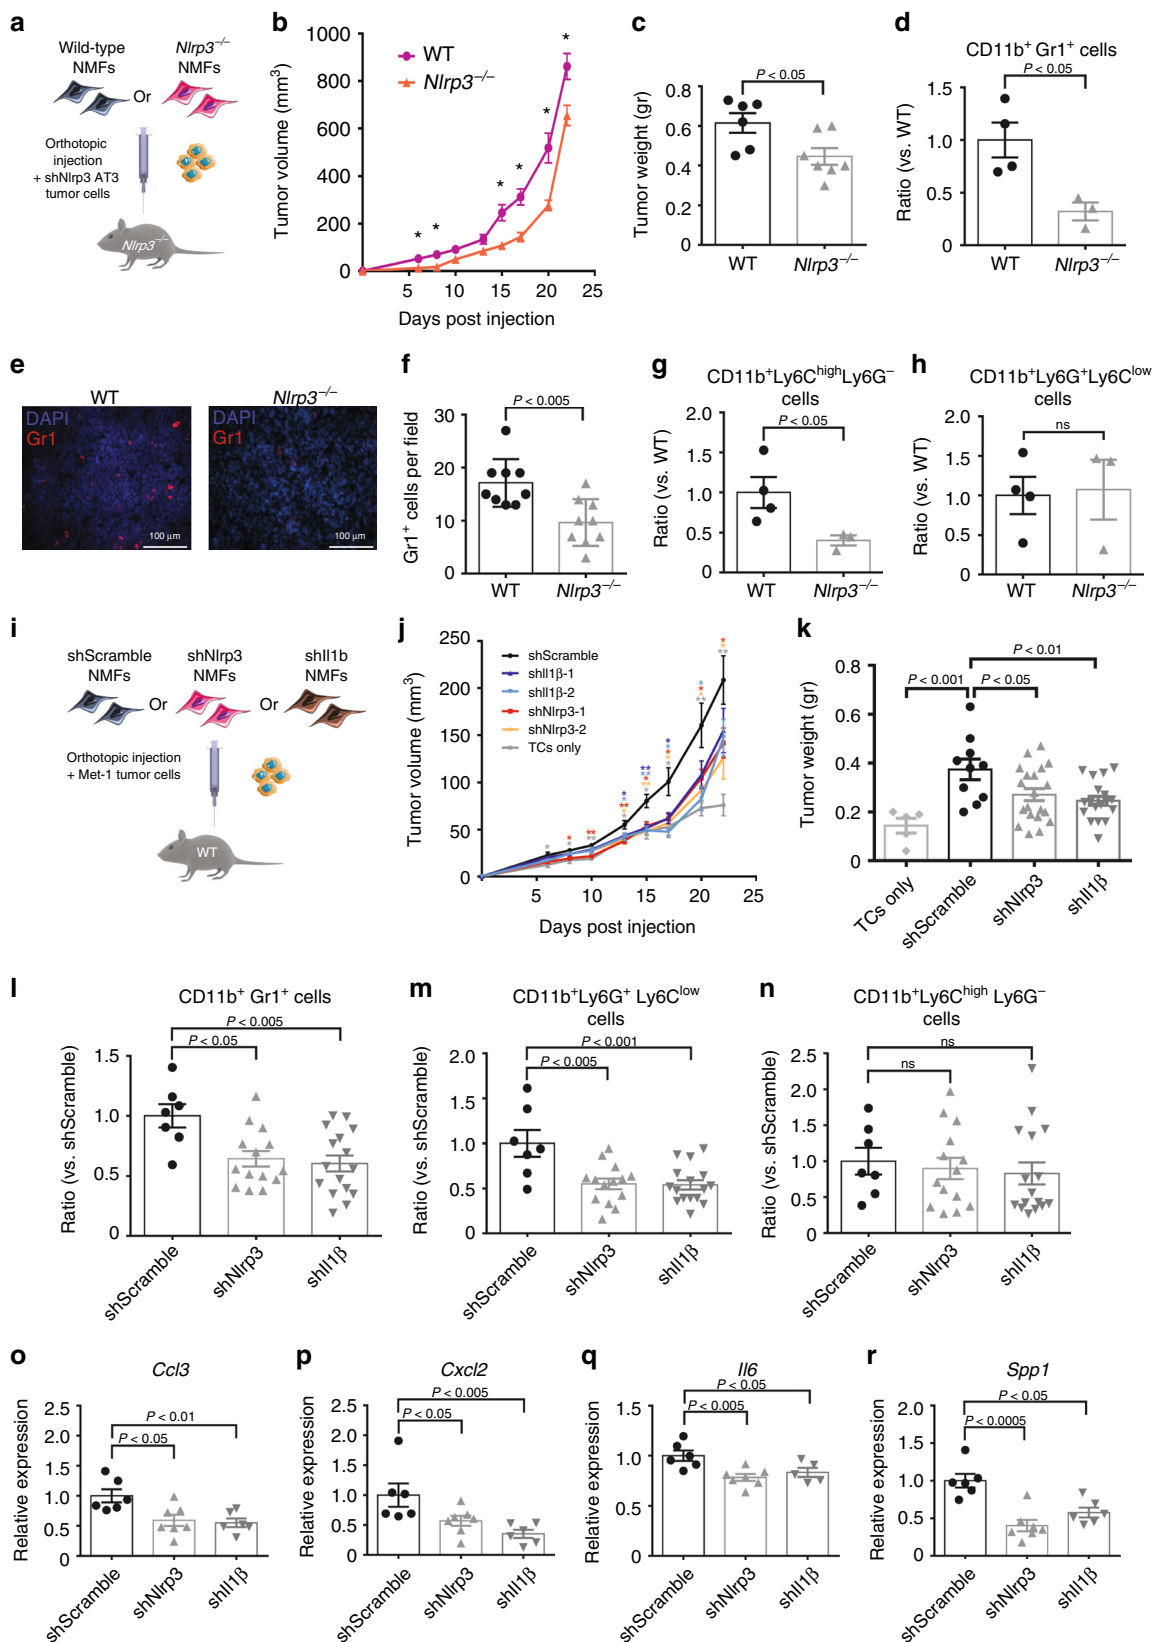 a
Wild-type NMFs
Or
Nlrp3–/– NMFs
Orthotopic injection + shNlrp3 AT3 tumor cells
Nlrp3–/–
b
Tumor volume (mm3)
1000
800
600
400
200
0
5 10 15 20 25
Days post injection
WT
Nlrp3–/–
* * * * * *
c
P < 0.05
Tumor weight (gr)
0.8
0.6
0.4
0.2
0
WT Nlrp3–/–
d
CD11b+ Gr1+ cells
P < 0.05
Ratio (vs. WT)
1.5
1.0
0.5
0
WT Nlrp3–/–
e
WT
DAPI
Gr1
100 µm
Nlrp3–/–
DAPI
Gr1
100 µm
f
P < 0.005
Gr1+ cells per field
30
20
10
0
WT Nlrp3–/–
g
CD11b+Ly6ChighLy6G–
cells
P < 0.05
Ratio (vs. WT)
2.0
1.5
1.0
0.5
0
WT Nlrp3–/–
h
CD11b+Ly6G+Ly6Clow
cells
ns
Ratio (vs. WT)
2.0
1.5
1.0
0.5
0
WT Nlrp3–/–
i
shScramble NMFs
Or
shNlrp3 NMFs
Or
shIl1b NMFs
Orthotopic injection + Met-1 tumor cells
WT
j
Tumor volume (mm3)
250
200
150
100
50
0
0 5 10 15 20 25
Days post injection
shScramble
shIl1β-1
shIl1β-2
shNlrp3-1
shNlrp3-2
TCs only
k
P < 0.01
P < 0.001
P < 0.05
Tumor weight (gr)
0.8
0.6
0.4
0.2
0
TCs only shScramble shNlrp3 shIl1β
l
CD11b+ Gr1+ cells
P < 0.005
P < 0.05
Ratio (vs. shScramble)
1.5
1.0
0.5
0
shScramble shNlrp3 shIl1β
m
CD11b+Ly6G+ Ly6Clow
cells
P < 0.001
P < 0.005
Ratio (vs. shScramble)
2.0
1.5
1.0
0.5
0
shScramble shNlrp3 shIl1β
n
CD11b+Ly6Chigh Ly6G–
cells
ns
ns
Ratio (vs. shScramble)
2.5
2.0
1.5
1.0
0.5
0
shScramble shNlrp3 shIl1β
o
Ccl3
P < 0.01
P < 0.05
Relative expression
2.5
2.0
1.5
1.0
0.5
0
shScramble shNlrp3 shIl1β
p
Cxcl2
P < 0.005
P < 0.05
Relative expression
2.5
2.0
1.5
1.0
0.5
0
shScramble shNlrp3 shIl1β
q
Il6
P < 0.05
P < 0.005
Relative expression
1.5
1.0
0.5
0
shScramble shNlrp3 shIl1β
r
Spp1
P < 0.05
P < 0.0005
Relative expression
2.0
1.5
1.0
0.5
0
shScramble shNlrp3 shIl1β